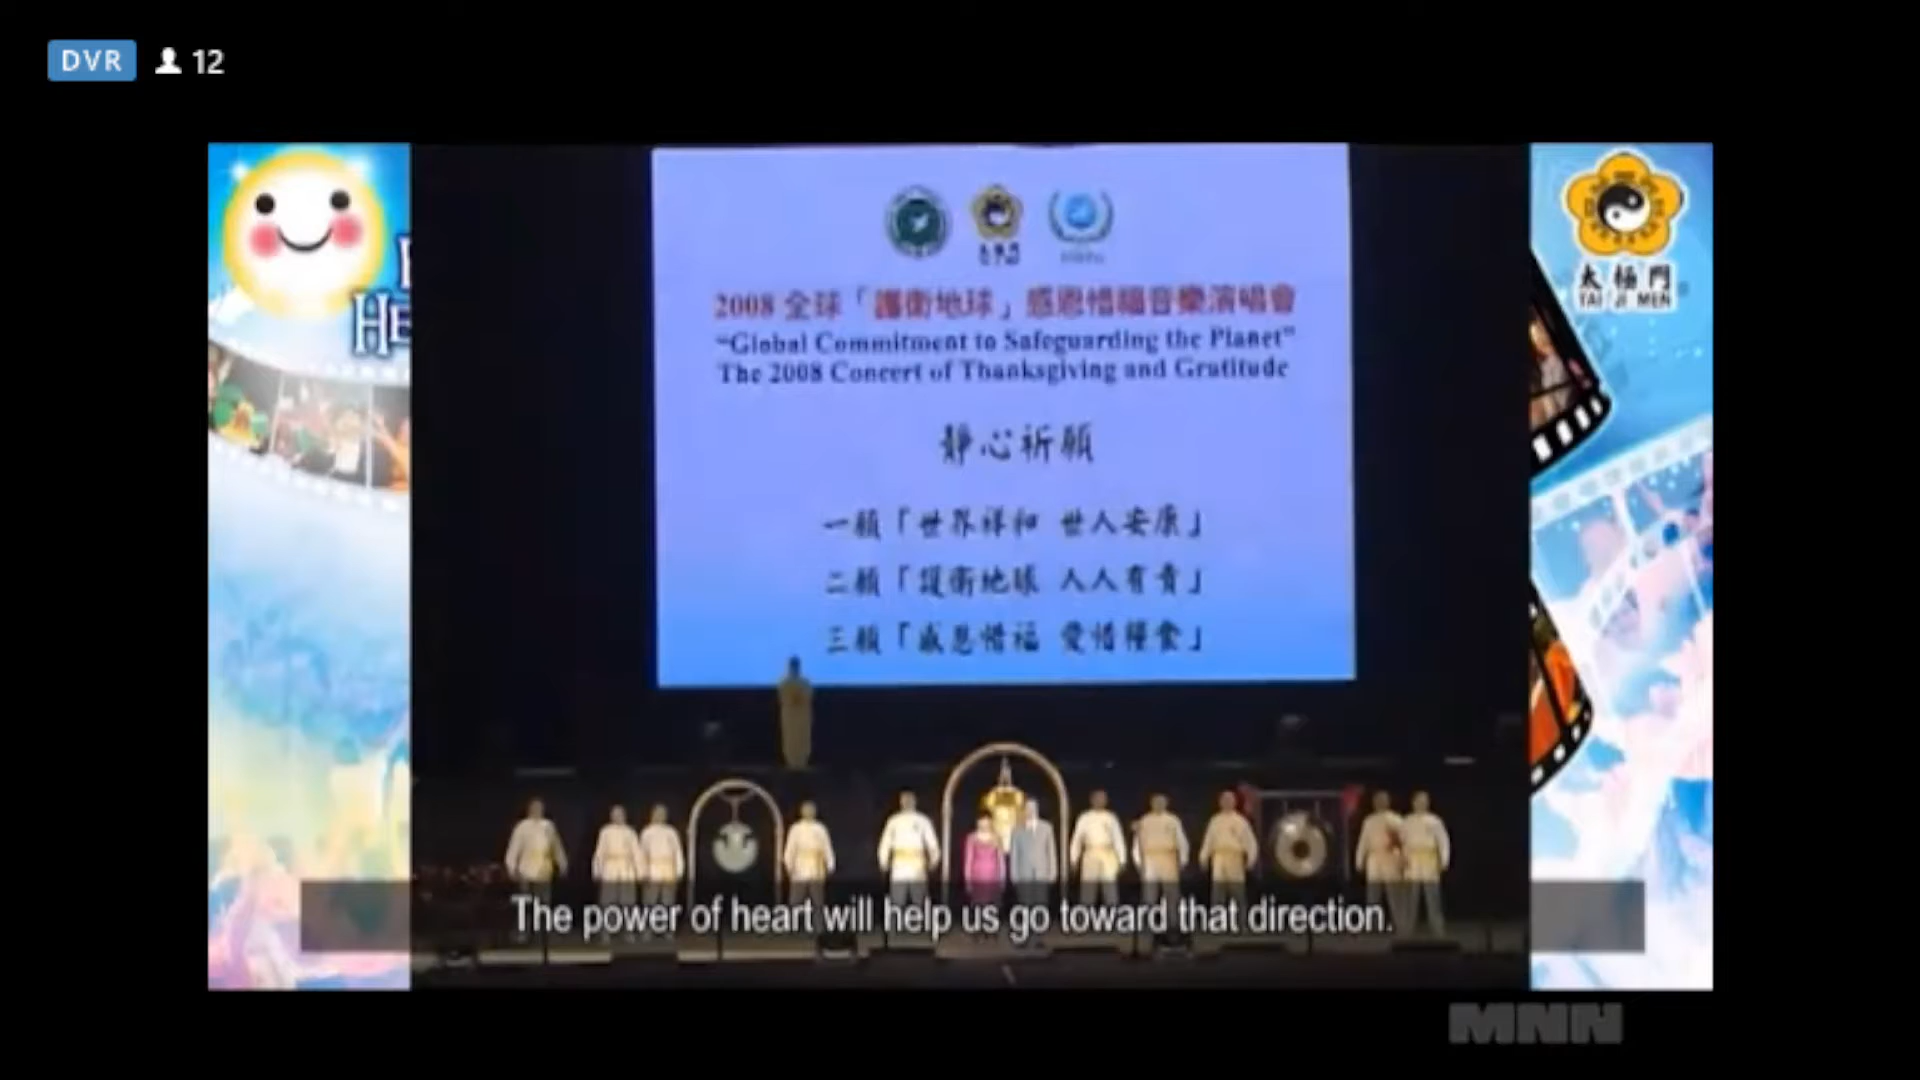 DVR 12
2008 全球「護衛地球」感恩惜福音樂演唱會
"Global Commitment to Safeguarding the Planet"
The 2008 Concert of Thanksgiving and Gratitude
靜心祈願
一願「世界祥和 世人安康」
二願「護衛地球 人人有責」
三願「感恩惜福 愛惜糧食」
太極門
TAI JI MEN
HE
The power of heart will help us go toward that direction.
MNN